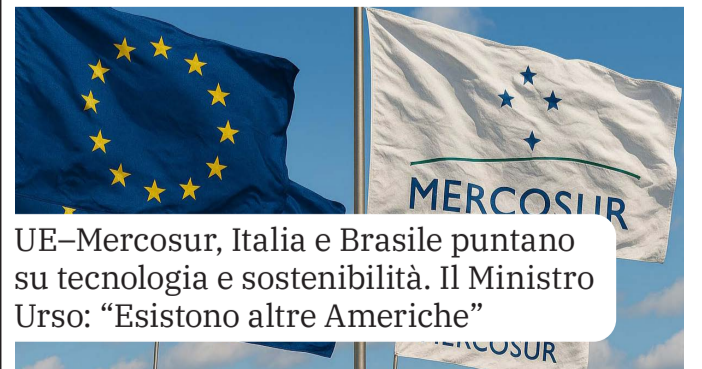 MERCOSUR
UE–Mercosur, Italia e Brasile puntano
su tecnologia e sostenibilità. Il Ministro
Urso: “Esistono altre Americhe”
MERCOSUR